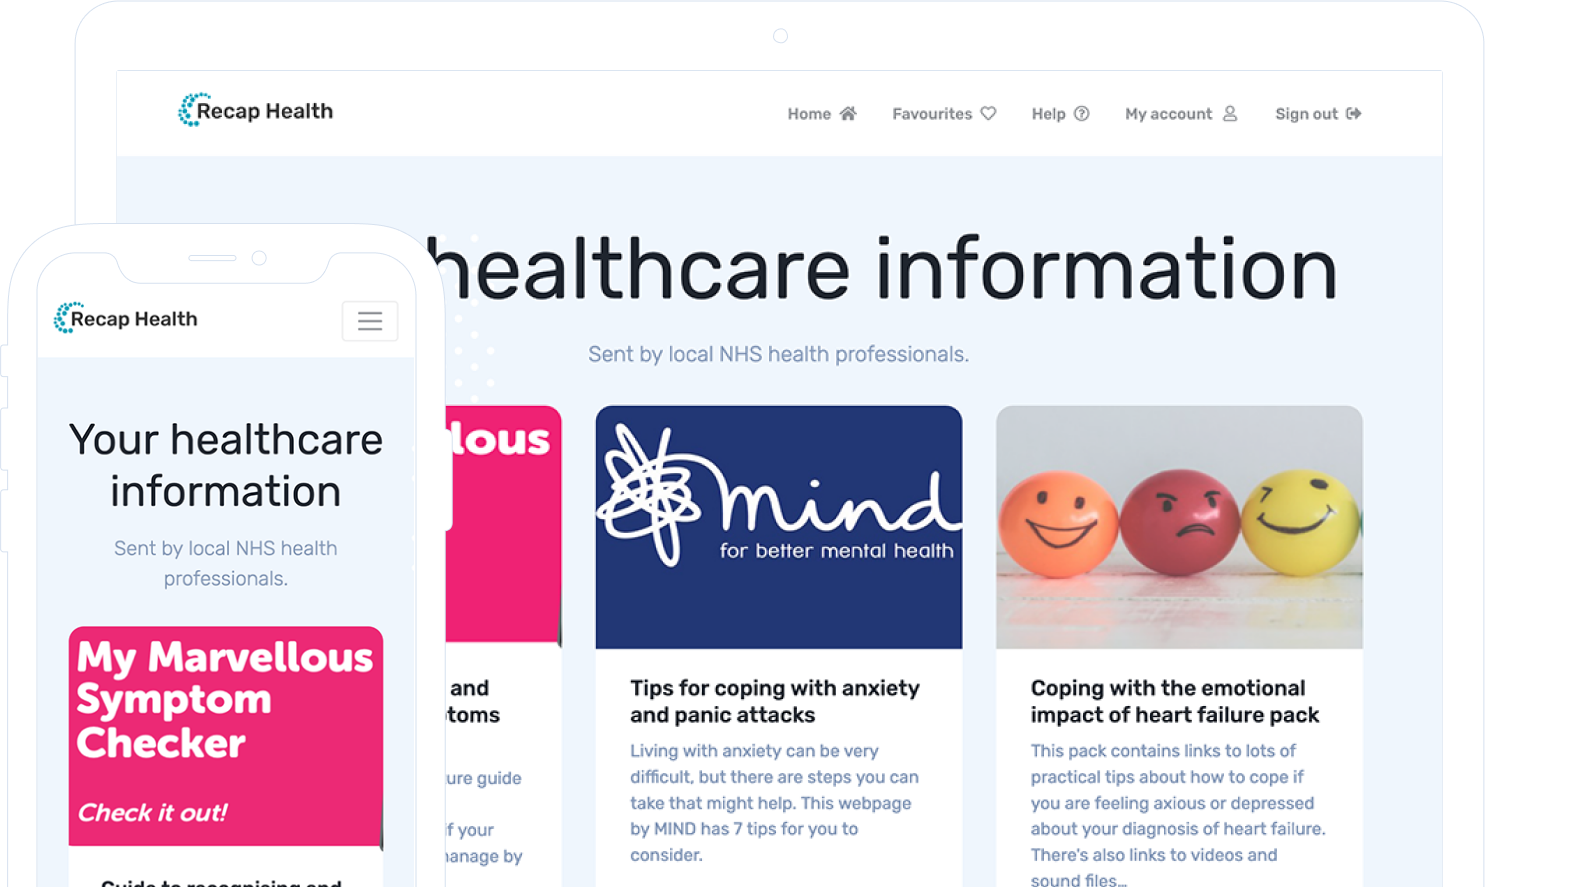 Recap Health
Home
Favourites
Help
My account
Sign out
healthcare information
Sent by local NHS health professionals.
lous
and
toms
ure guide
if your
anage by
mind
for better mental health
Tips for coping with anxiety
and panic attacks
Living with anxiety can be very
difficult, but there are steps you can
take that might help. This webpage
by MIND has 7 tips for you to
consider.
Coping with the emotional
impact of heart failure pack
This pack contains links to lots of
practical tips about how to cope if
you are feeling axious or depressed
about your diagnosis of heart failure.
There's also links to videos and
sound files...
Recap Health
Your healthcare
information
Sent by local NHS health
professionals.
My Marvellous
Symptom
Checker
Check it out!
Guide to recognising and